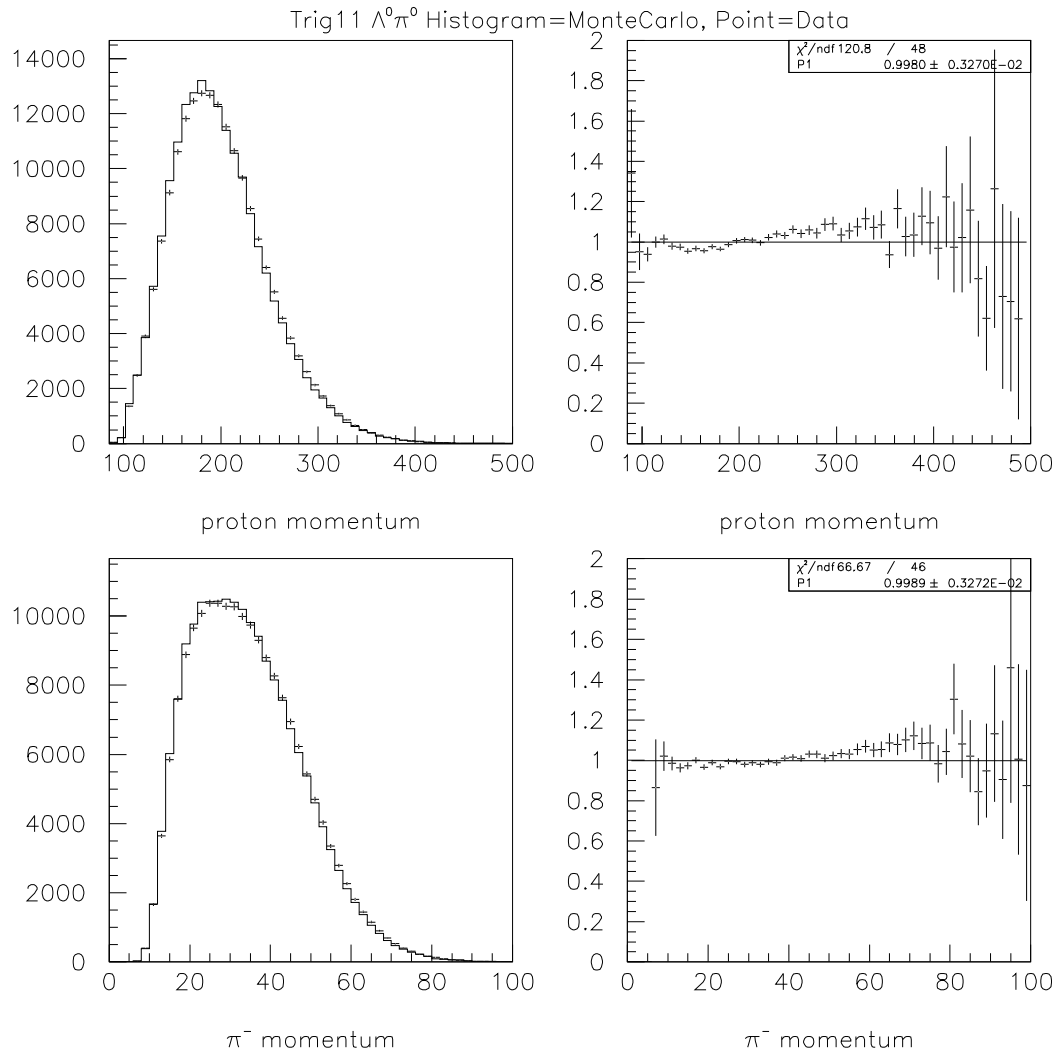 Trig11 Λ⁰π⁰ Histogram=MonteCarlo, Point=Data
14000
12000
10000
8000
6000
4000
2000
0
100 200 300 400 500
proton momentum
χ²/ndf 120.8 / 48
P1 0.9980 ± 0.3270E-02
2
1.8
1.6
1.4
1.2
1
0.8
0.6
0.4
0.2
0
100 200 300 400 500
proton momentum
10000
8000
6000
4000
2000
0
0 20 40 60 80 100
π⁻ momentum
χ²/ndf 66.67 / 46
P1 0.9989 ± 0.3272E-02
2
1.8
1.6
1.4
1.2
1
0.8
0.6
0.4
0.2
0
0 20 40 60 80 100
π⁻ momentum